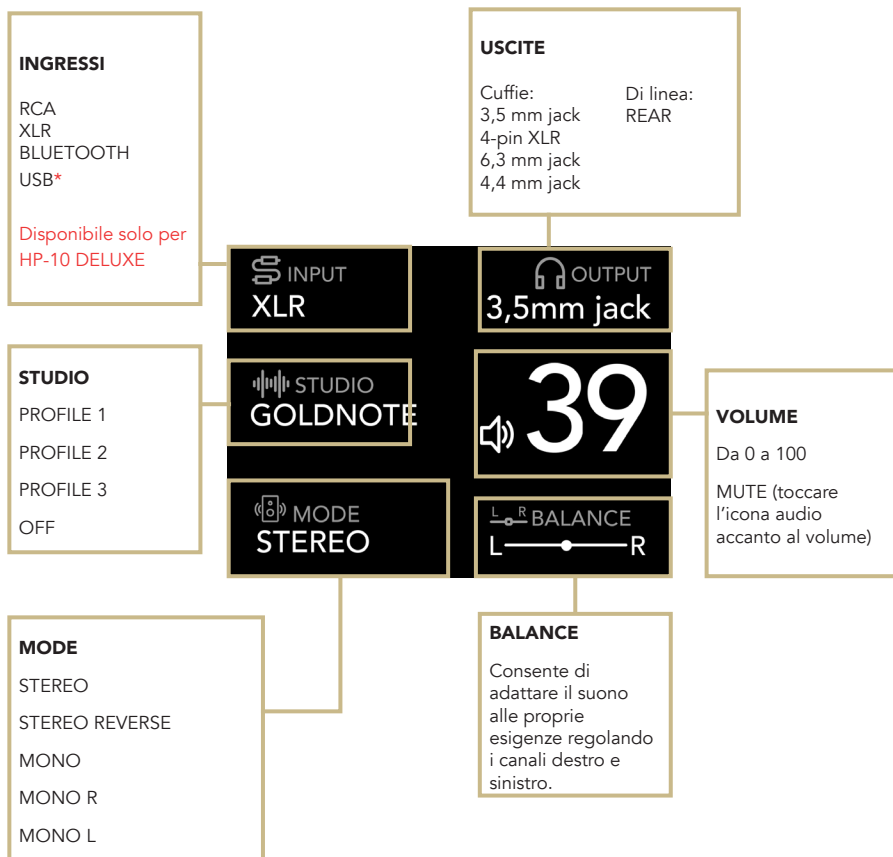 INGRESSI
RCA
XLR
BLUETOOTH
USB*
Disponibile solo per
HP-10 DELUXE
USCITE
Cuffie:
3,5 mm jack
4-pin XLR
6,3 mm jack
4,4 mm jack
Di linea:
REAR
INPUT
XLR
OUTPUT
3,5mm jack
STUDIO
PROFILE 1
PROFILE 2
PROFILE 3
OFF
STUDIO
GOLDNOTE
39
VOLUME
Da 0 a 100
MUTE (toccare
l'icona audio
accanto al volume)
MODE
STEREO
L R BALANCE
L R
MODE
STEREO
STEREO REVERSE
MONO
MONO R
MONO L
BALANCE
Consente di
adattare il suono
alle proprie
esigenze regolando
i canali destro e
sinistro.